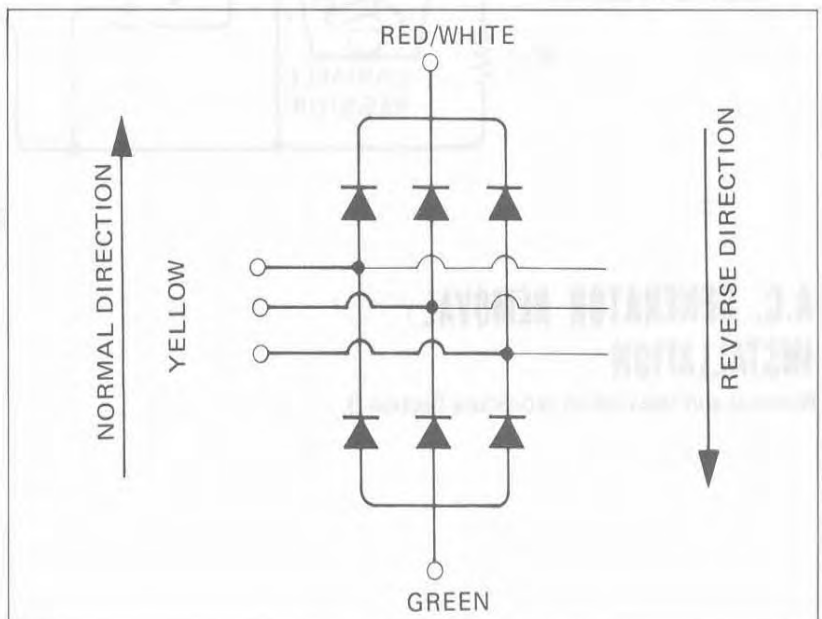 RED/WHITE
NORMAL DIRECTION
YELLOW
REVERSE DIRECTION
GREEN